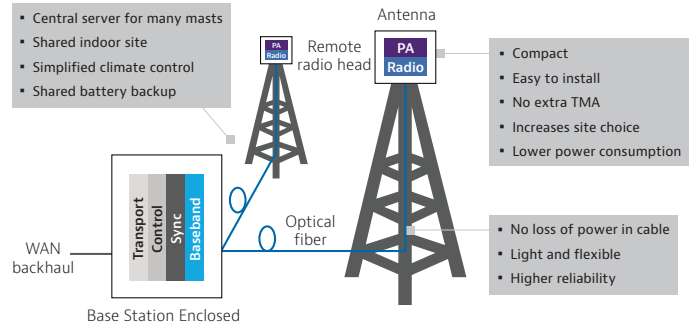 ▪ Central server for many masts
▪ Shared indoor site
▪ Simplified climate control
▪ Shared battery backup
PA
Radio
Remote
radio head
Antenna
PA
Radio
▪ Compact
▪ Easy to install
▪ No extra TMA
▪ Increases site choice
▪ Lower power consumption
Transport
Control
Sync
Baseband
Optical
fiber
WAN
backhaul
▪ No loss of power in cable
▪ Light and flexible
▪ Higher reliability
Base Station Enclosed